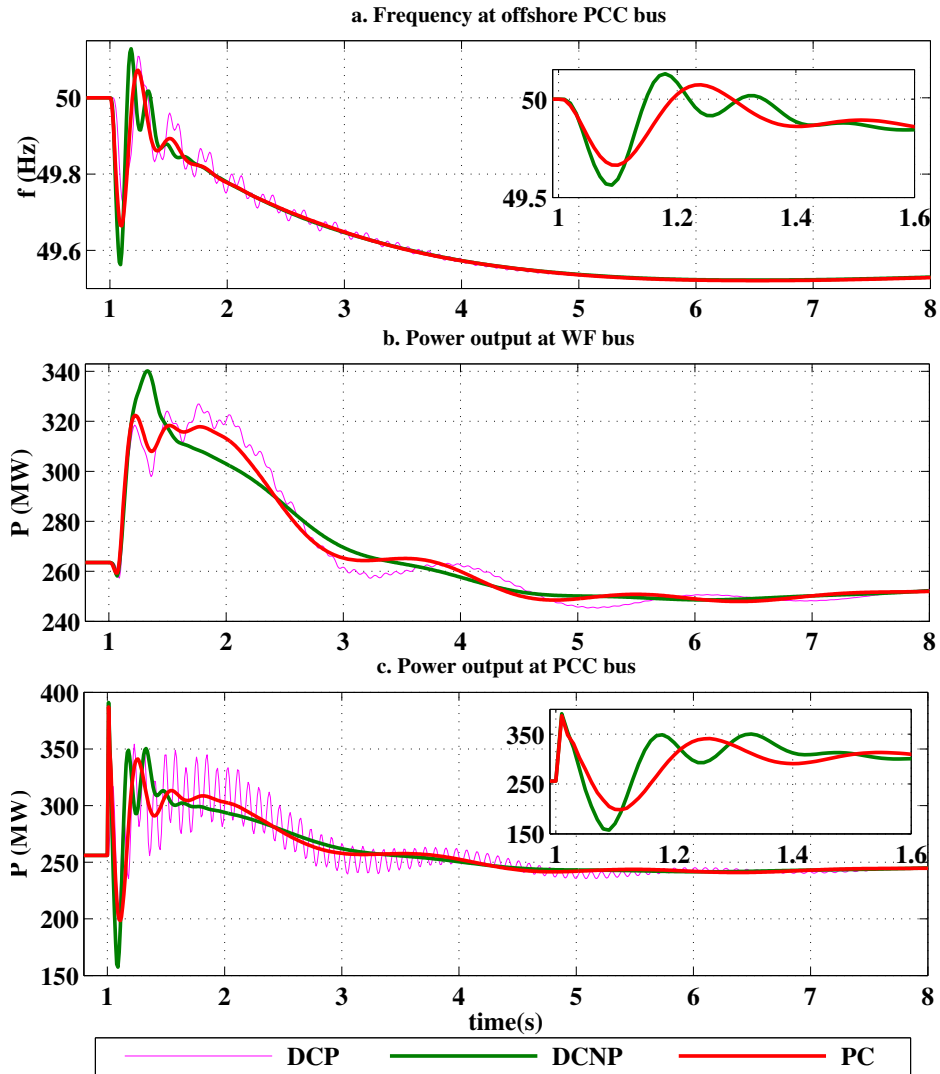 a. Frequency at offshore PCC bus
f (Hz)
50
49.8
49.6
1 2 3 4 5 6 7 8
50
49.5
1 1.2 1.4 1.6
b. Power output at WF bus
P (MW)
340
320
300
280
260
240
1 2 3 4 5 6 7 8
c. Power output at PCC bus
P (MW)
400
350
300
250
200
150
1 2 3 4 5 6 7 8
350
250
150
1 1.2 1.4 1.6
time(s)
DCP DCNP PC